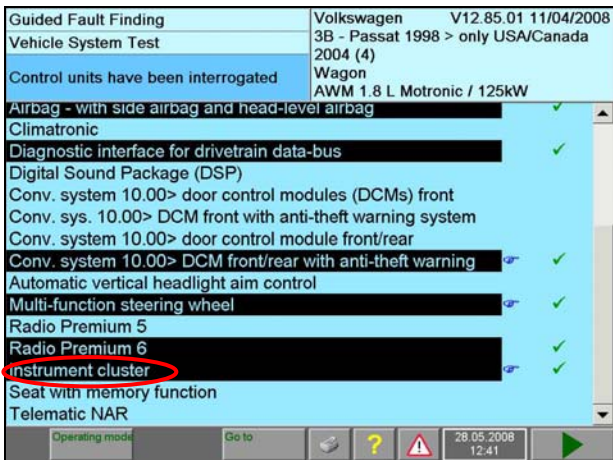 Guided Fault Finding
Vehicle System Test
Control units have been interrogated
Volkswagen V12.85.01 11/04/2008
3B - Passat 1998 > only USA/Canada
2004 (4)
Wagon
AWM 1.8 L Motronic / 125kW
Airbag - with side airbag and head-level airbag
Climatronic
Diagnostic interface for drivetrain data-bus
Digital Sound Package (DSP)
Conv. system 10.00> door control modules (DCMs) front
Conv. sys. 10.00> DCM front with anti-theft warning system
Conv. system 10.00> door control module front/rear
Conv. system 10.00> DCM front/rear with anti-theft warning
Automatic vertical headlight aim control
Multi-function steering wheel
Radio Premium 5
Radio Premium 6
Instrument cluster
Seat with memory function
Telematic NAR
Operating mode
Go to
?
28.05.2008
12:41